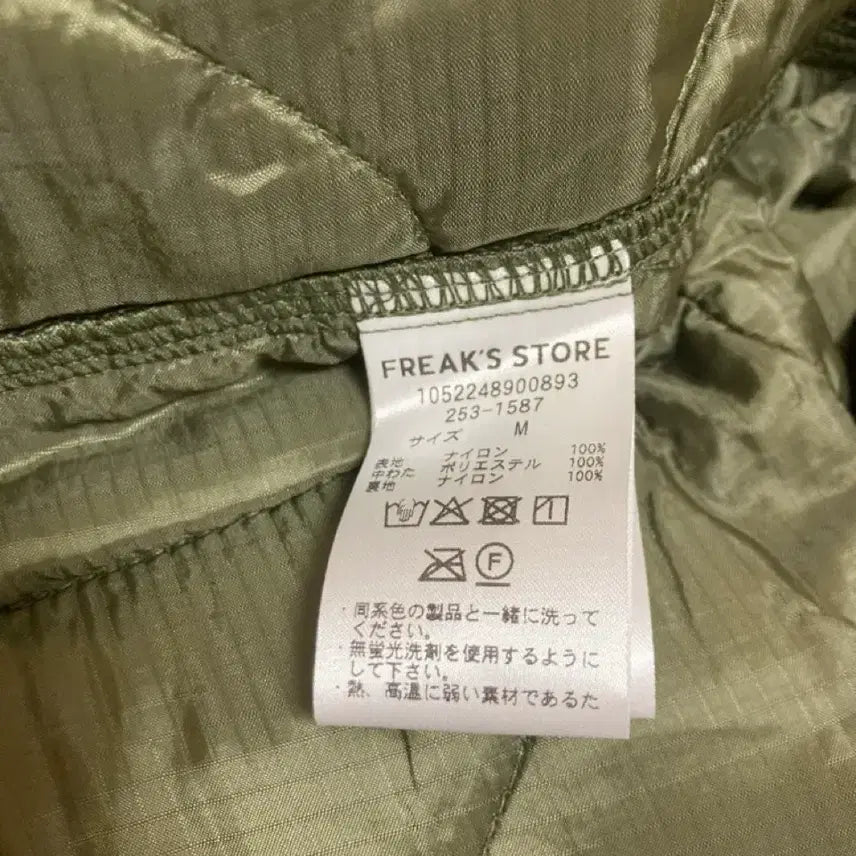 FREAK'S STORE
1052248900893
253-1587
サイズ M
表地 ナイロン 100%
中わた ポリエステル 100%
裏地 ナイロン 100%
F
・同系色の製品と一緒に洗って
ください。
・無蛍光洗剤を使用するように
して下さい。
・熱、高温に弱い素材であるた